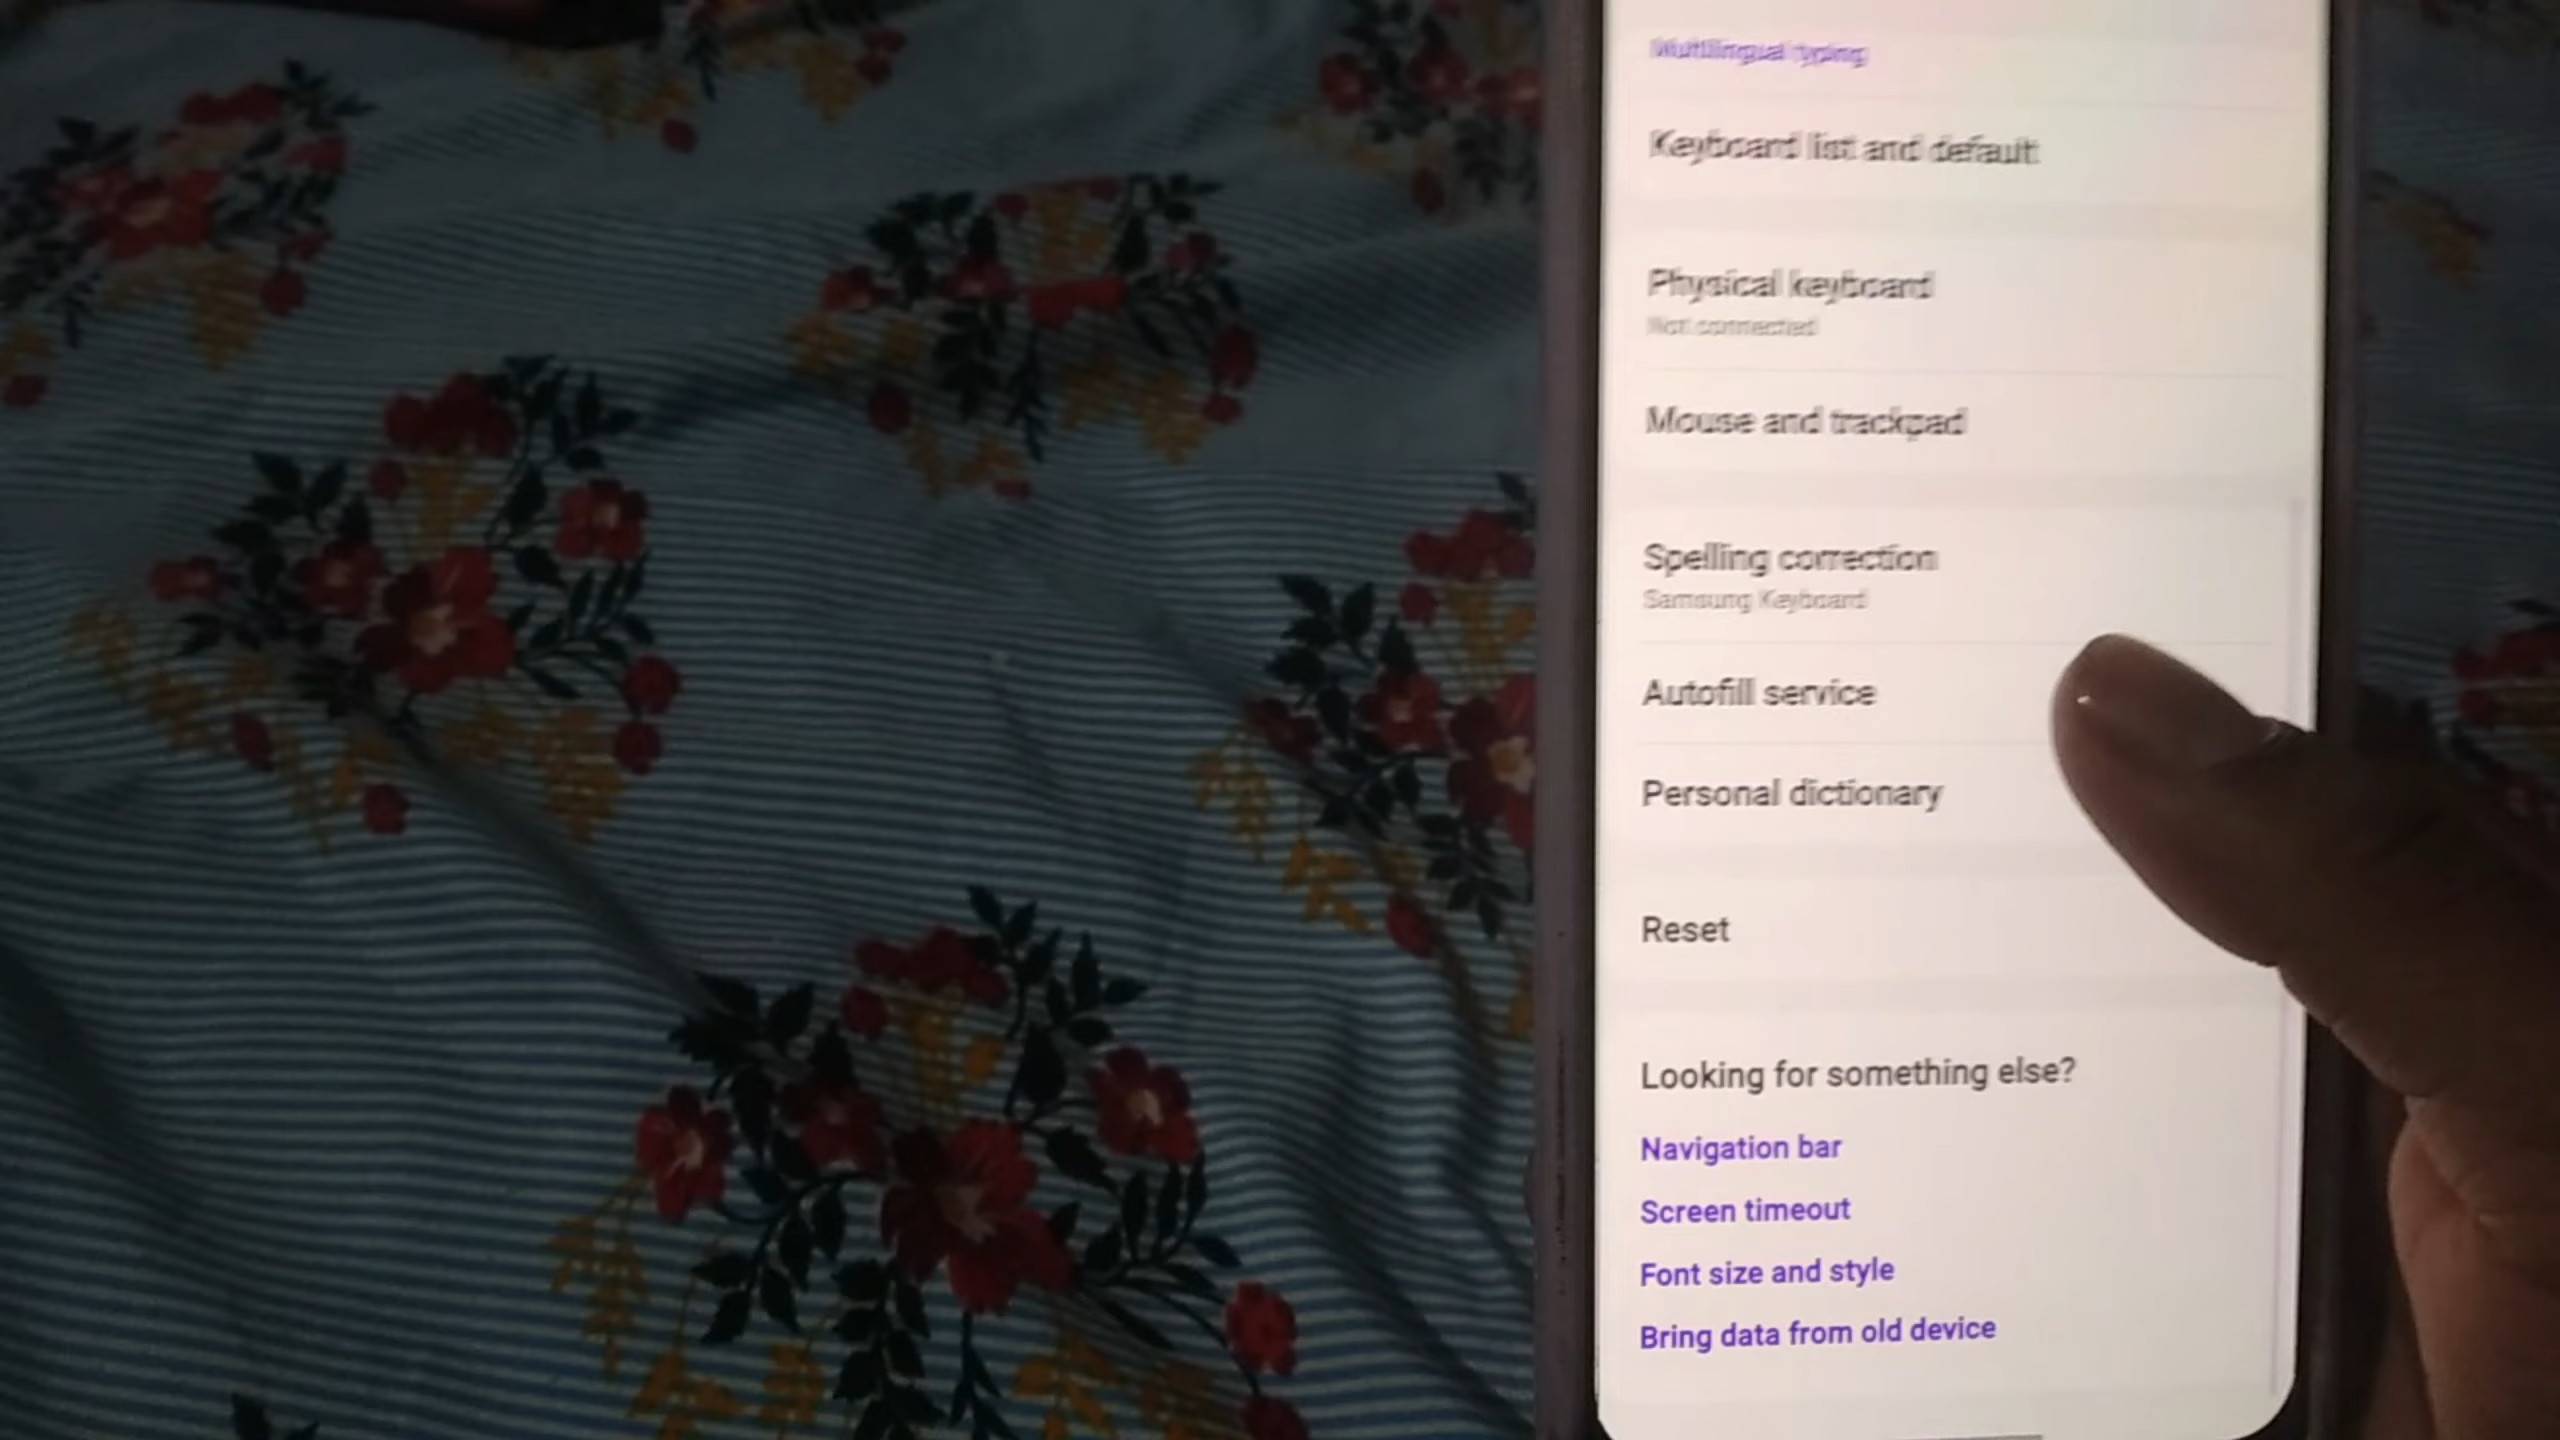 Multilingual typing
Keyboard list and default
Physical keyboard
Not connected
Mouse and trackpad
Spelling correction
Samsung Keyboard
Autofill service
Personal dictionary
Reset
Looking for something else?
Navigation bar
Screen timeout
Font size and style
Bring data from old device